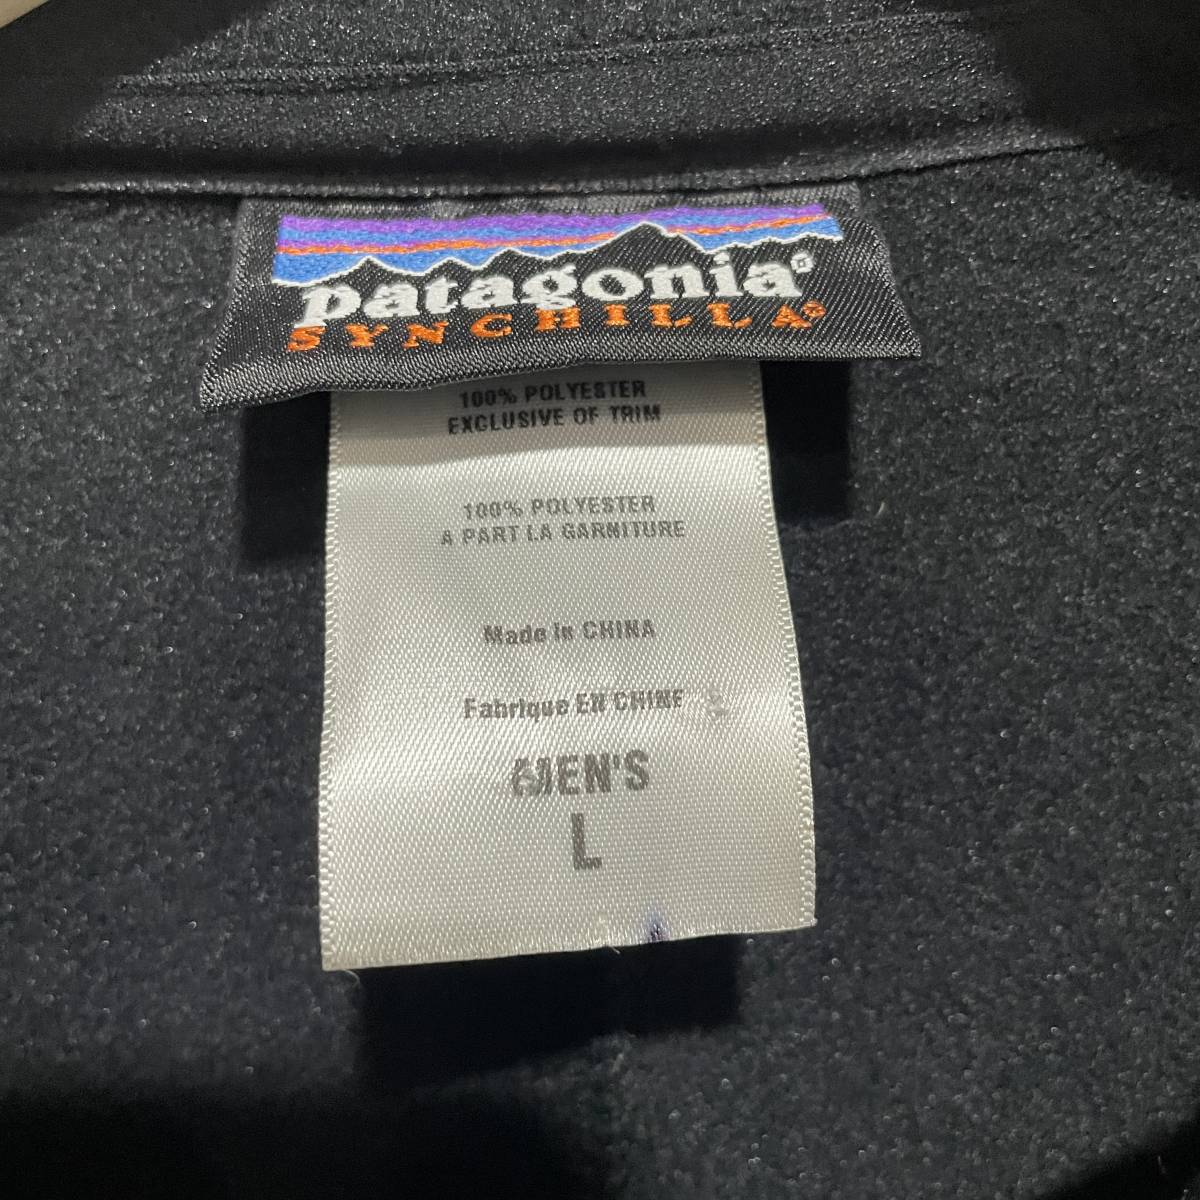 patagonia®
SYNCHILLA®
100% POLYESTER
EXCLUSIVE OF TRIM
100% POLYESTER
A PART LA GARNITURE
Made in CHINA
Fabrique EN CHINE
MEN'S
L